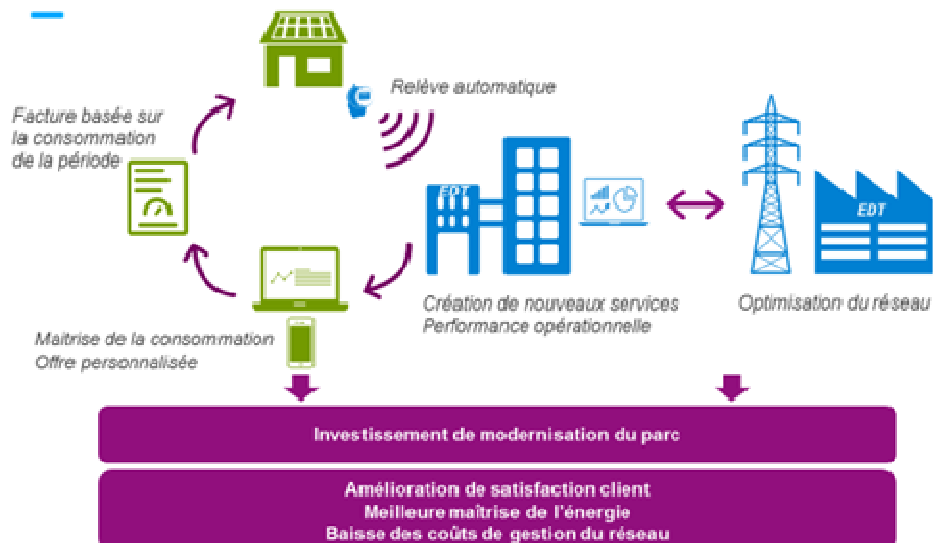 Relève automatique
Facture basée sur
la consommation
de la période
EDT
EDT
Création de nouveaux services
Performance opérationnelle
Optimisation du réseau
Maîtrise de la consommation
Offre personnalisée
Investissement de modernisation du parc
Amélioration de satisfaction client
Meilleure maîtrise de l'énergie
Baisse des coûts de gestion du réseau